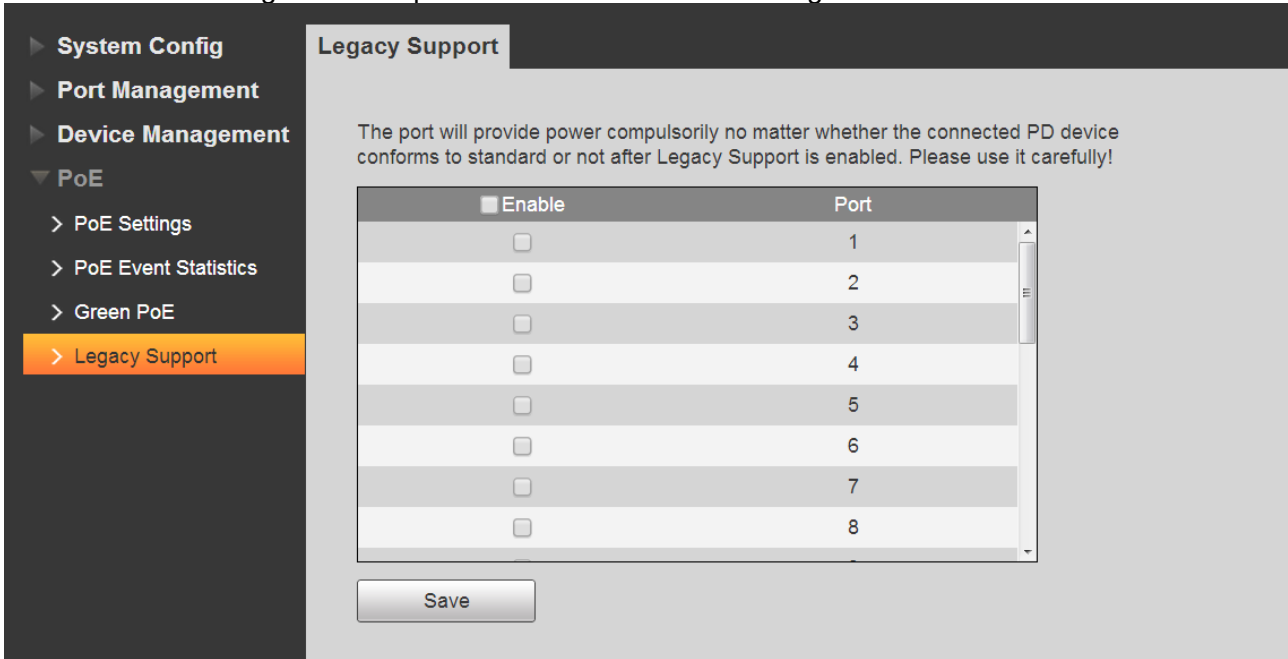 System Config
Port Management
Device Management
PoE
PoE Settings
PoE Event Statistics
Green PoE
Legacy Support
Legacy Support
The port will provide power compulsorily no matter whether the connected PD device
conforms to standard or not after Legacy Support is enabled. Please use it carefully!
Enable Port
1
2
3
4
5
6
7
8
Save